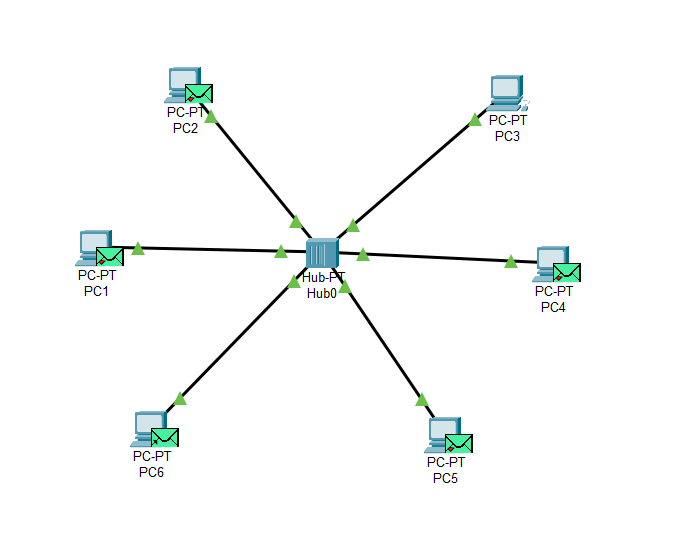 PC-PT
PC2
PC-PT
PC3
PC-PT
PC1
Hub-PT
Hub0
PC-PT
PC4
PC-PT
PC6
PC-PT
PC5